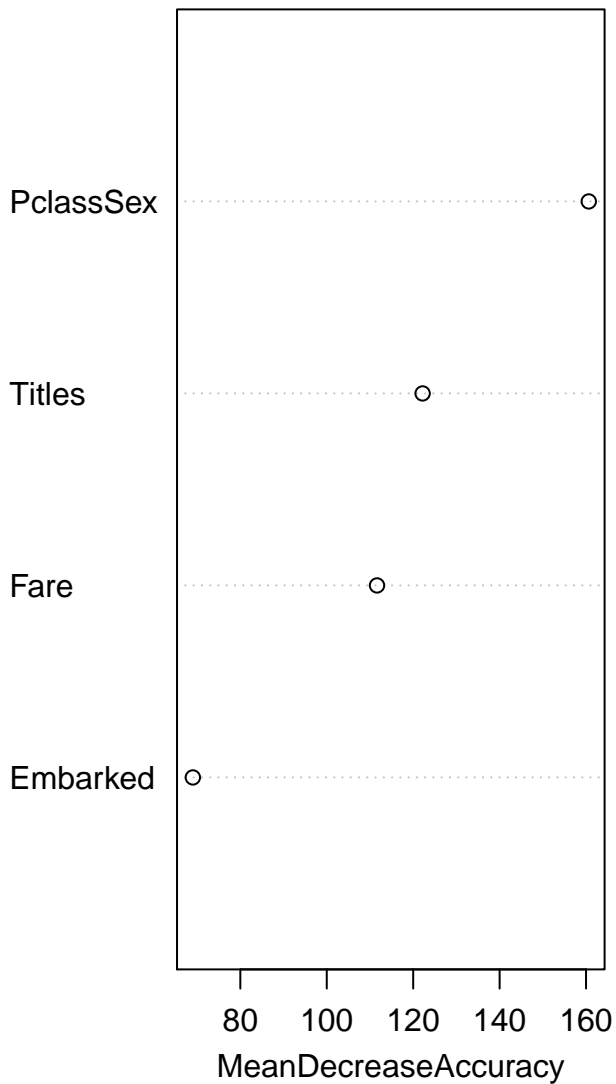 PclassSex
Titles
Fare
Embarked
80 100 120 140 160
MeanDecreaseAccuracy